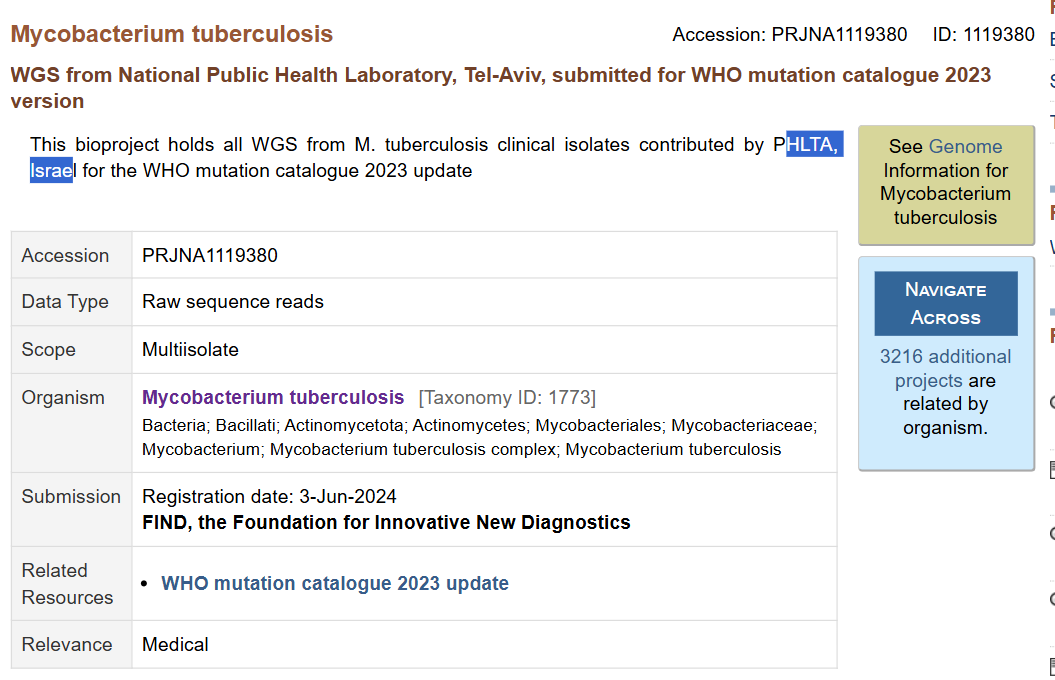 Mycobacterium tuberculosis
Accession: PRJNA1119380 ID: 1119380
WGS from National Public Health Laboratory, Tel-Aviv, submitted for WHO mutation catalogue 2023
version
This bioproject holds all WGS from M. tuberculosis clinical isolates contributed by PHLTA,
Israel for the WHO mutation catalogue 2023 update
See Genome
Information for
Mycobacterium
tuberculosis
Navigate
Across
3216 additional
projects are
related by
organism.
Accession PRJNA1119380
Data Type Raw sequence reads
Scope Multiisolate
Organism Mycobacterium tuberculosis [Taxonomy ID: 1773]
Bacteria; Bacillati; Actinomycetota; Actinomycetes; Mycobacteriales; Mycobacteriaceae;
Mycobacterium; Mycobacterium tuberculosis complex; Mycobacterium tuberculosis
Submission Registration date: 3-Jun-2024
FIND, the Foundation for Innovative New Diagnostics
Related
Resources
• WHO mutation catalogue 2023 update
Relevance Medical